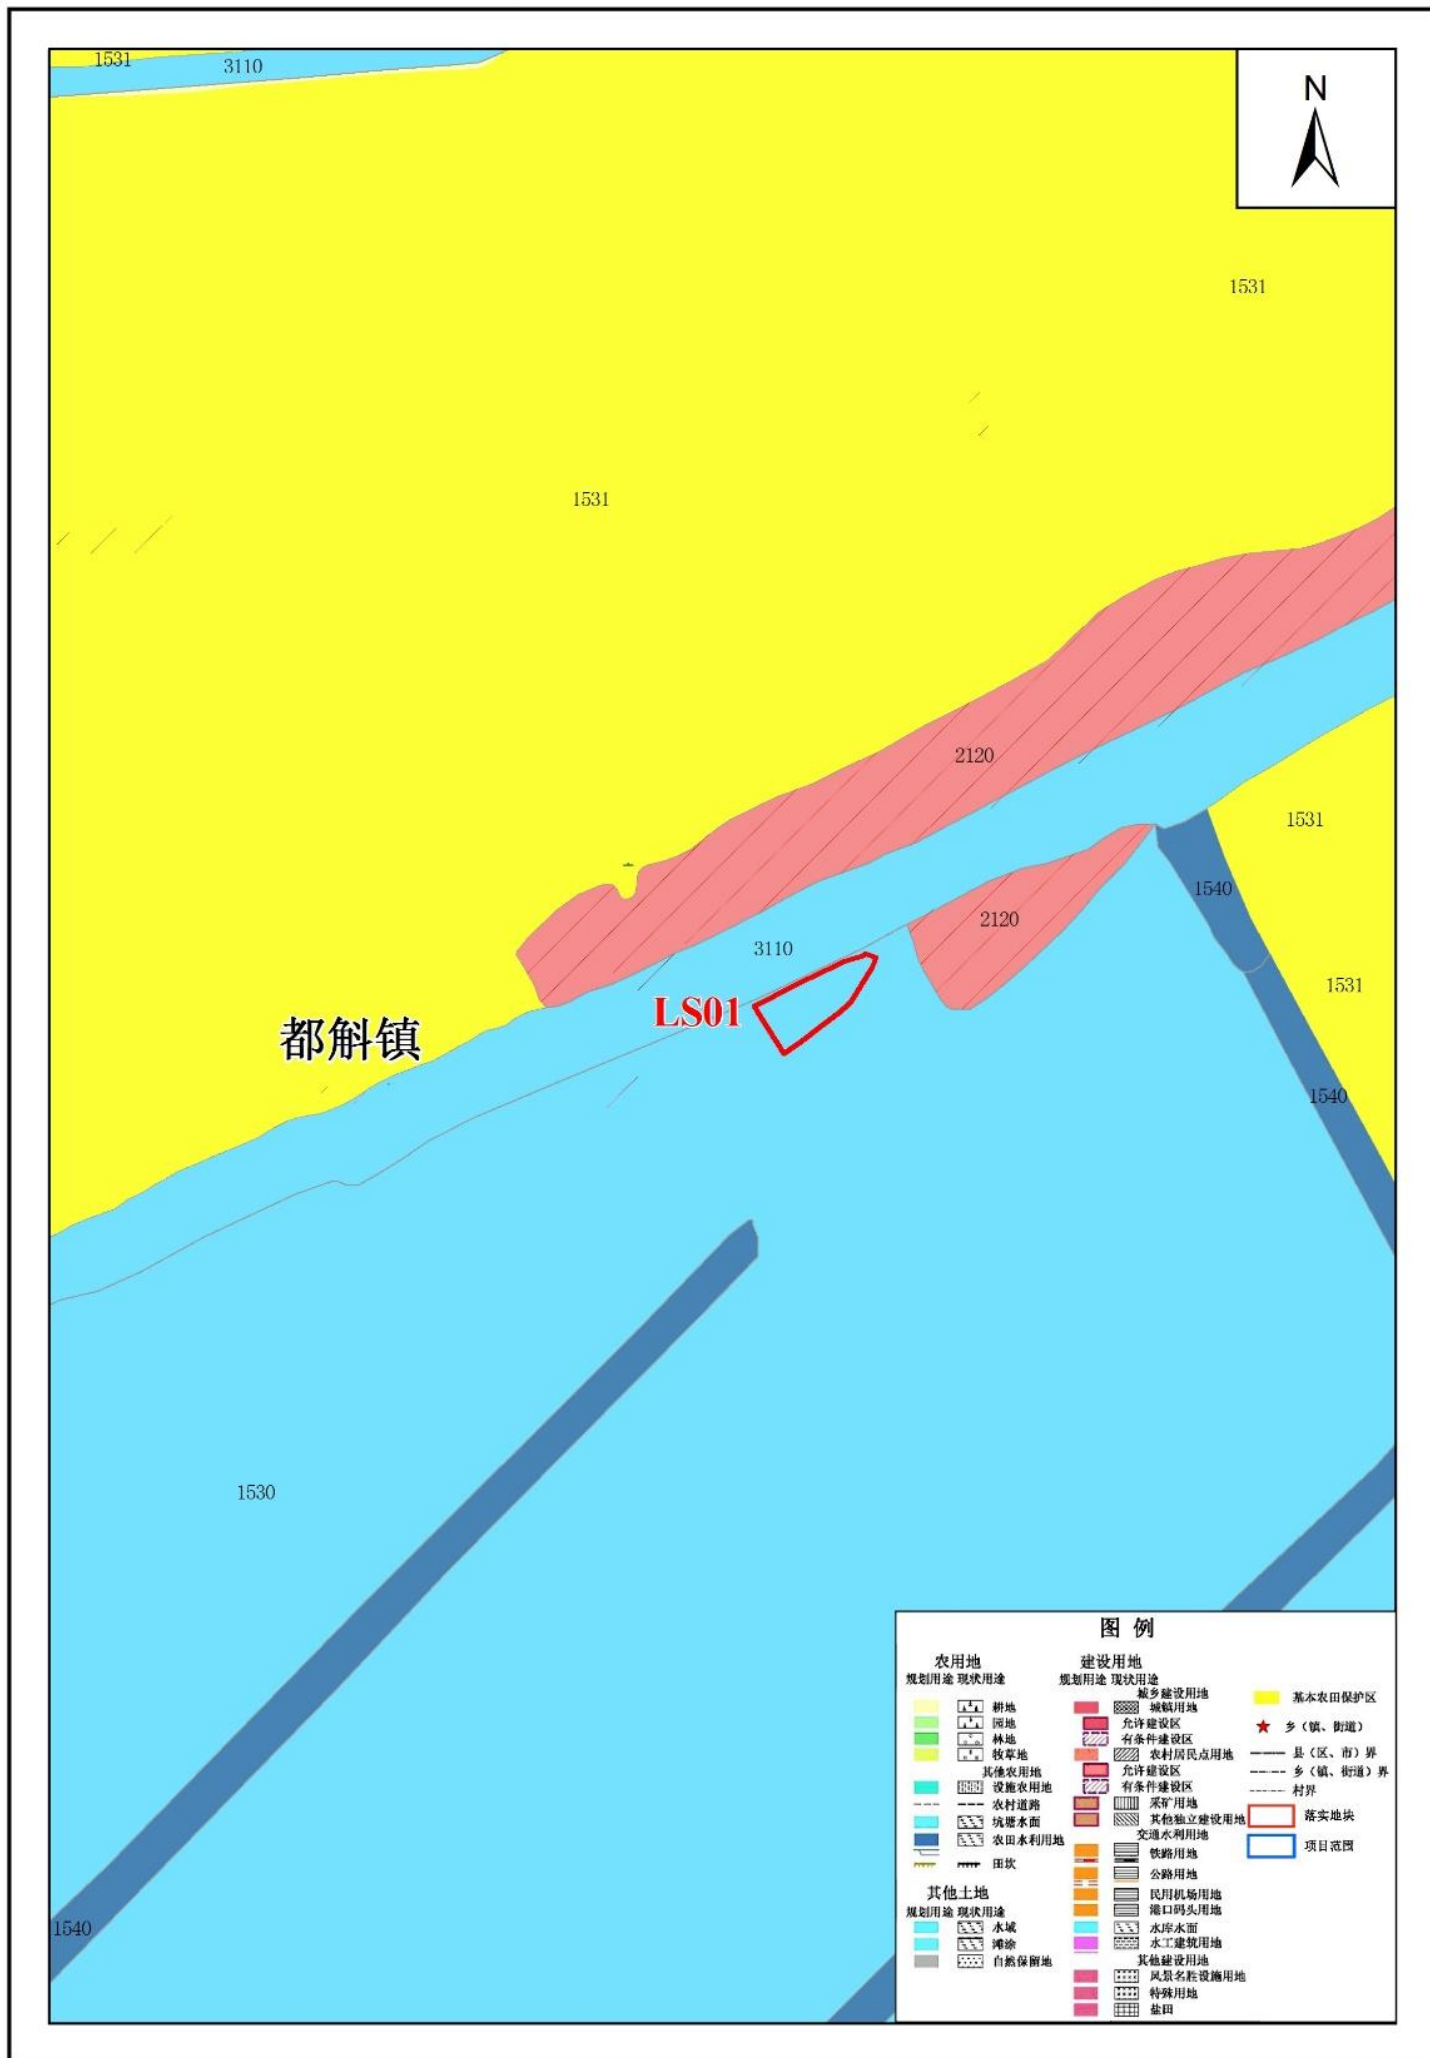 1531
3110
N
1531
1531
2120
1531
1540
2120
3110
1531
LS01
都斛镇
1540
1530
1540
图 例
农用地
规划用途 现状用途
耕地
园地
林地
牧草地
其他农用地
设施农用地
农村道路
坑塘水面
农田水利用地
田坎
其他土地
规划用途 现状用途
水域
滩涂
自然保留地
建设用地
规划用途 现状用途
城乡建设用地
城镇用地
允许建设区
有条件建设区
农村居民点用地
允许建设区
有条件建设区
采矿用地
其他独立建设用地
交通水利用地
铁路用地
公路用地
民用机场用地
港口码头用地
水库水面
水工建筑用地
其他建设用地
风景名胜设施用地
特殊用地
盐田
基本农田保护区
乡（镇、街道）
县（区、市）界
乡（镇、街道）界
村界
落实地块
项目范围